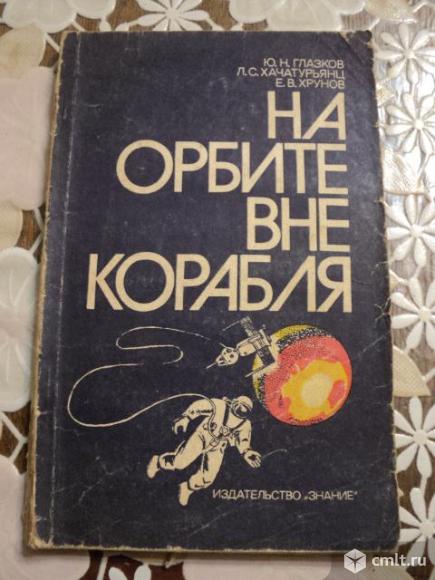 Ю. Н. ГЛАЗКОВ
Л. С. ХАЧАТУРЬЯНЦ
Е. В. ХРУНОВ
НА
ОРБИТЕ
ВНЕ
КОРАБЛЯ
ИЗДАТЕЛЬСТВО „ЗНАНИЕ"
cmlt.ru